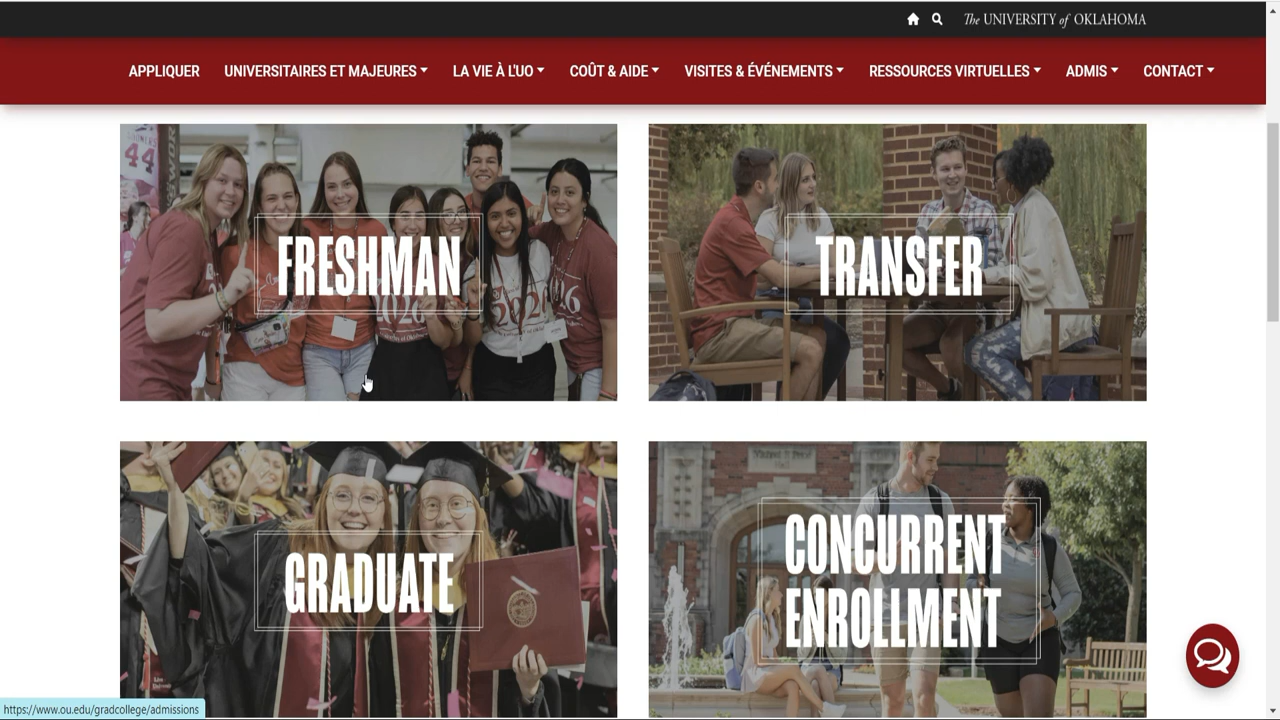 The UNIVERSITY of OKLAHOMA
APPLIQUER UNIVERSITAIRES ET MAJEURES LA VIE À L'UO COÛT & AIDE VISITES & ÉVÉNEMENTS RESSOURCES VIRTUELLES ADMIS CONTACT
44
FRESHMAN
TRANSFER
GRADUATE
CONCURRENT
ENROLLMENT
https://www.ou.edu/gradcollege/admissions